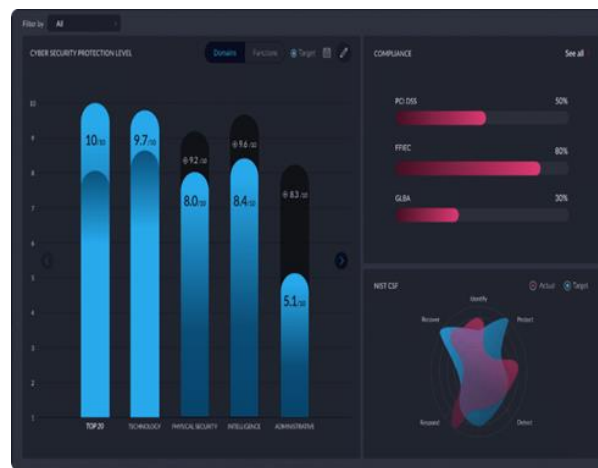 Filter by All
CYBER SECURITY PROTECTION LEVEL
Domains Functions Target
10
9
8
7
6
5
4
3
2
1
10/10
9.7/10
9.2/10
8.0/10
9.6/10
8.4/10
8.3/10
5.1/10
TOP 20 TECHNOLOGY PHYSICAL SECURITY INTELLIGENCE ADMINISTRATIVE
COMPLIANCE See all
PCI DSS 50%
FFIEC 80%
GLBA 30%
NIST CSF Actual Target
Identify
Recover Protect
Respond Detect